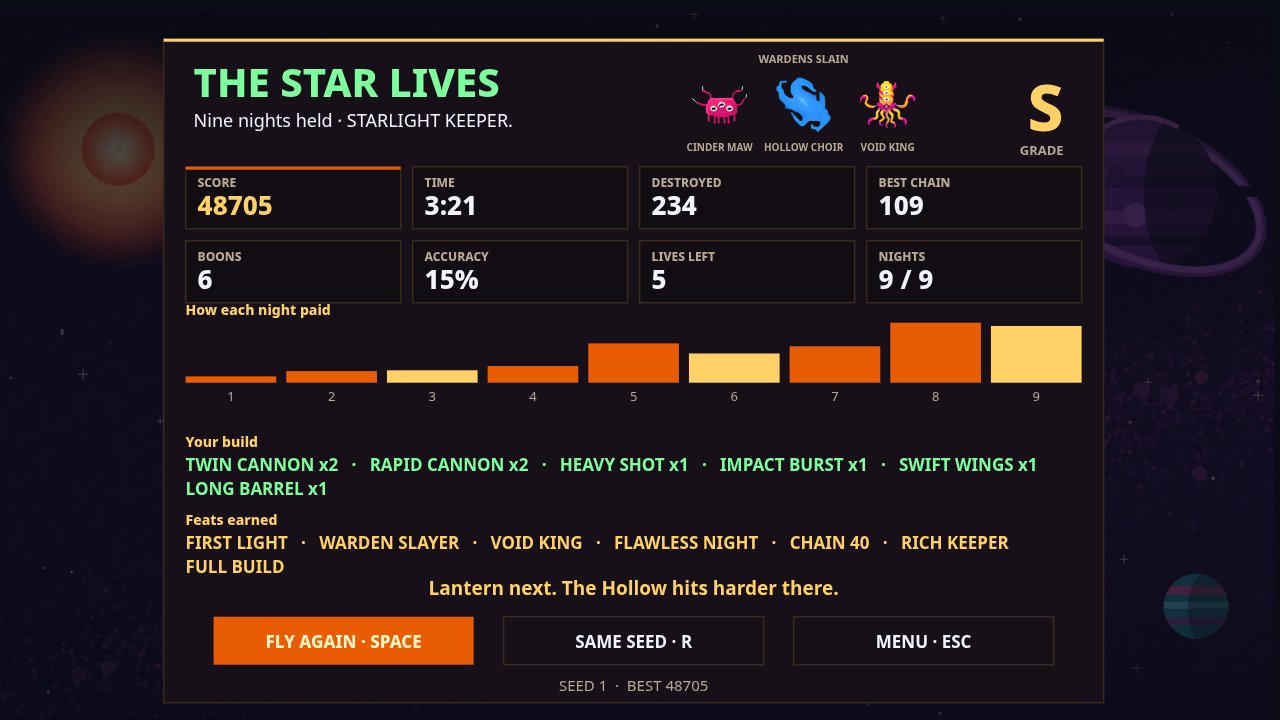 WARDENS SLAIN
THE STAR LIVES
Nine nights held · STARLIGHT KEEPER.
CINDER MAW HOLLOW CHOIR VOID KING
S
GRADE
SCORE TIME DESTROYED BEST CHAIN
48705 3:21 234 109
BOONS ACCURACY LIVES LEFT NIGHTS
6 15% 5 9 / 9
How each night paid
1 2 3 4 5 6 7 8 9
Your build
TWIN CANNON x2 · RAPID CANNON x2 · HEAVY SHOT x1 · IMPACT BURST x1 · SWIFT WINGS x1
LONG BARREL x1
Feats earned
FIRST LIGHT · WARDEN SLAYER · VOID KING · FLAWLESS NIGHT · CHAIN 40 · RICH KEEPER
FULL BUILD
Lantern next. The Hollow hits harder there.
FLY AGAIN · SPACE SAME SEED · R MENU · ESC
SEED 1 · BEST 48705